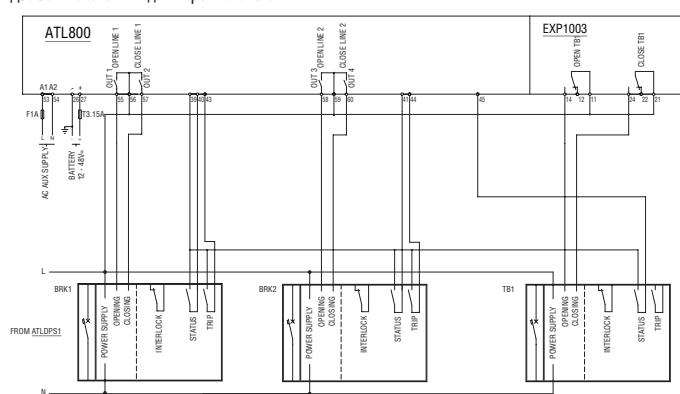 ATL800
EXP1003
OUT 1
OPEN LINE 1
CLOSE LINE 1
OUT 2
OUT 3
OPEN LINE 2
CLOSE LINE 2
OUT 4
OPEN TB1
CLOSE TB1
A1 A2
- +
53 54 26 27 55 56 57 39 40 43 58 59 60 41 44 45 14 12 11 24 22 21
F1A
T3.15A
L N
- +
AC AUX SUPPLY
BATTERY
12 - 48V=
L
BRK1
POWER SUPPLY
OPENING
CLOSING
INTERLOCK
STATUS
TRIP
BRK2
POWER SUPPLY
OPENING
CLOSING
INTERLOCK
STATUS
TRIP
TB1
POWER SUPPLY
OPENING
CLOSING
INTERLOCK
STATUS
TRIP
FROM ATLDPS1
N